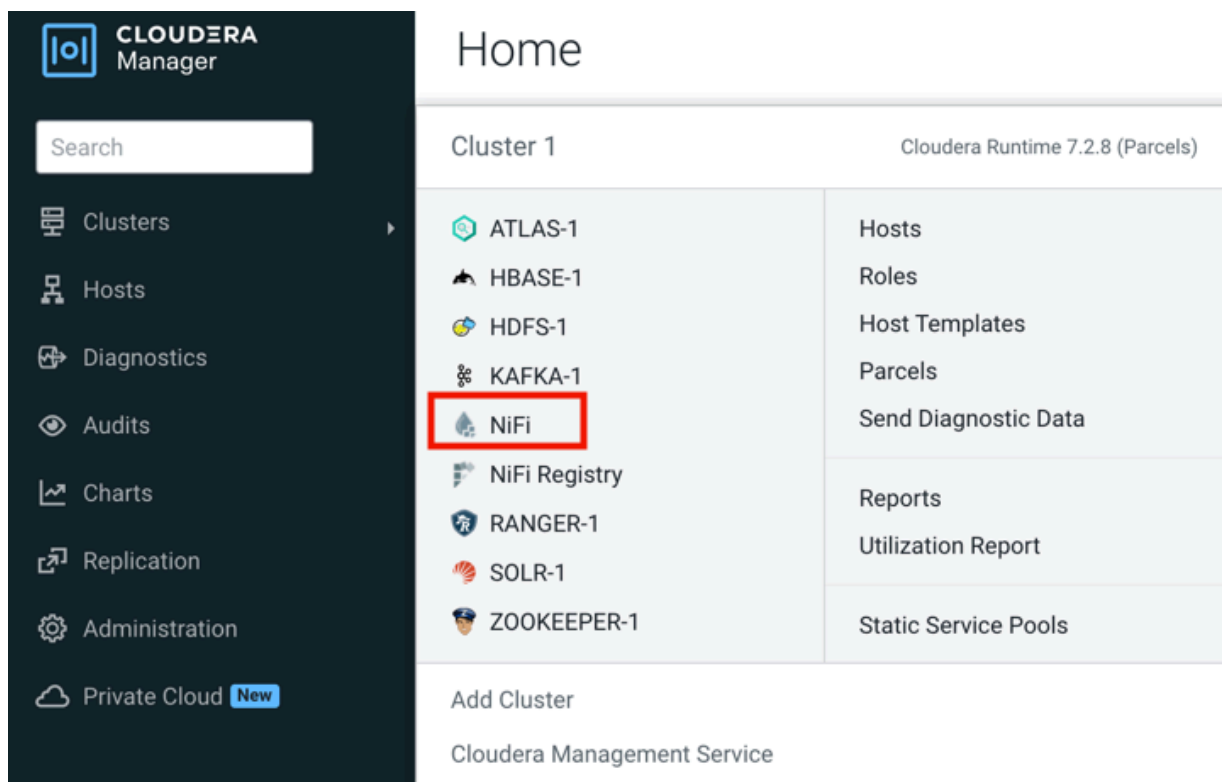 CLOUDERA
Manager
Search
Clusters
Hosts
Diagnostics
Audits
Charts
Replication
Administration
Private Cloud New
Home
Cluster 1 Cloudera Runtime 7.2.8 (Parcels)
ATLAS-1
HBASE-1
HDFS-1
KAFKA-1
NiFi
NiFi Registry
RANGER-1
SOLR-1
ZOOKEEPER-1
Hosts
Roles
Host Templates
Parcels
Send Diagnostic Data
Reports
Utilization Report
Static Service Pools
Add Cluster
Cloudera Management Service